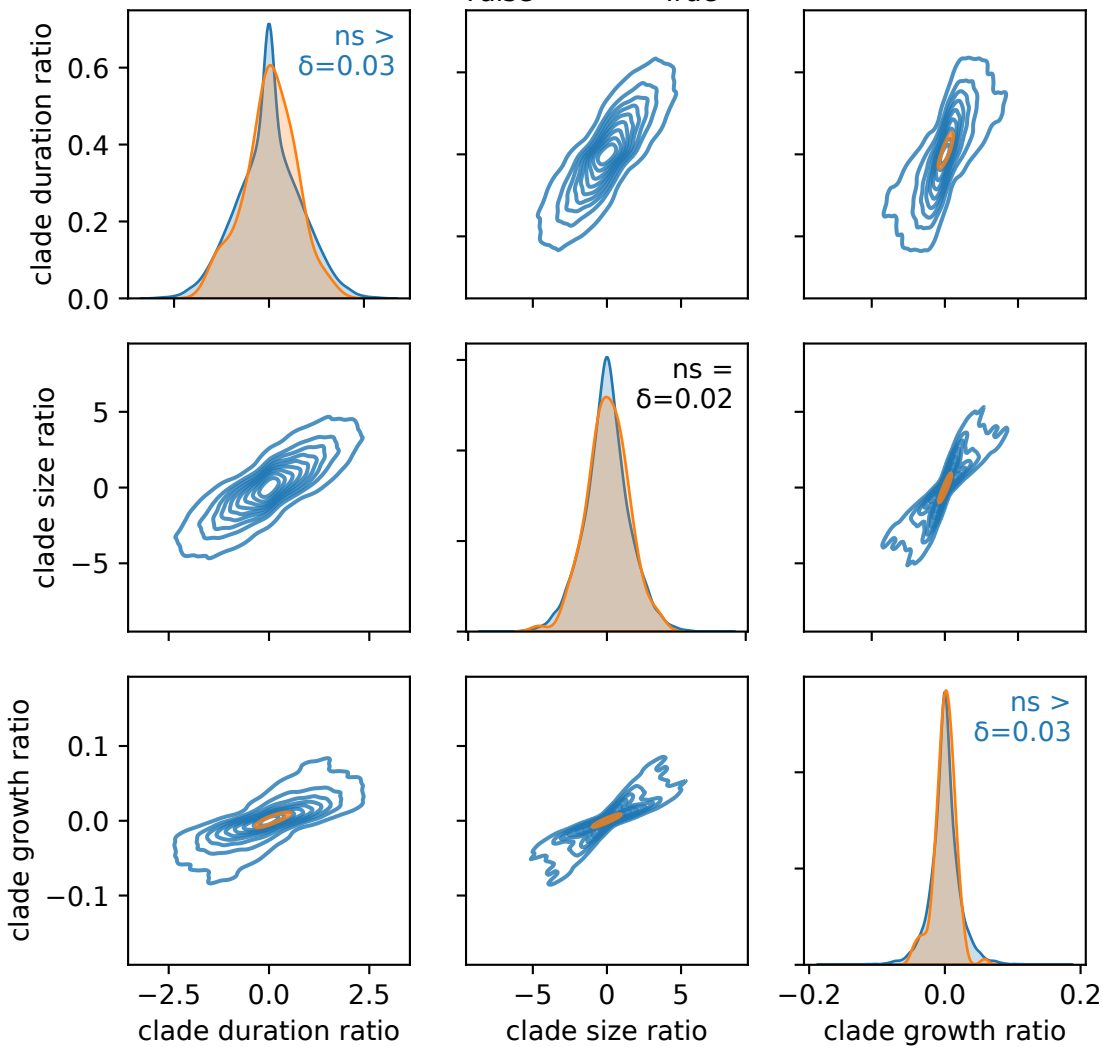 clade duration ratio
0.6
0.4
0.2
0.0
ns >
δ=0.03
−5
0
5
clade size ratio
5
0
−5
ns =
δ=0.02
clade growth ratio
0.1
0.0
−0.1
ns >
δ=0.03
−2.5
0.0
2.5
−5
0
5
−0.2
0.0
0.2
clade duration ratio
clade size ratio
clade growth ratio